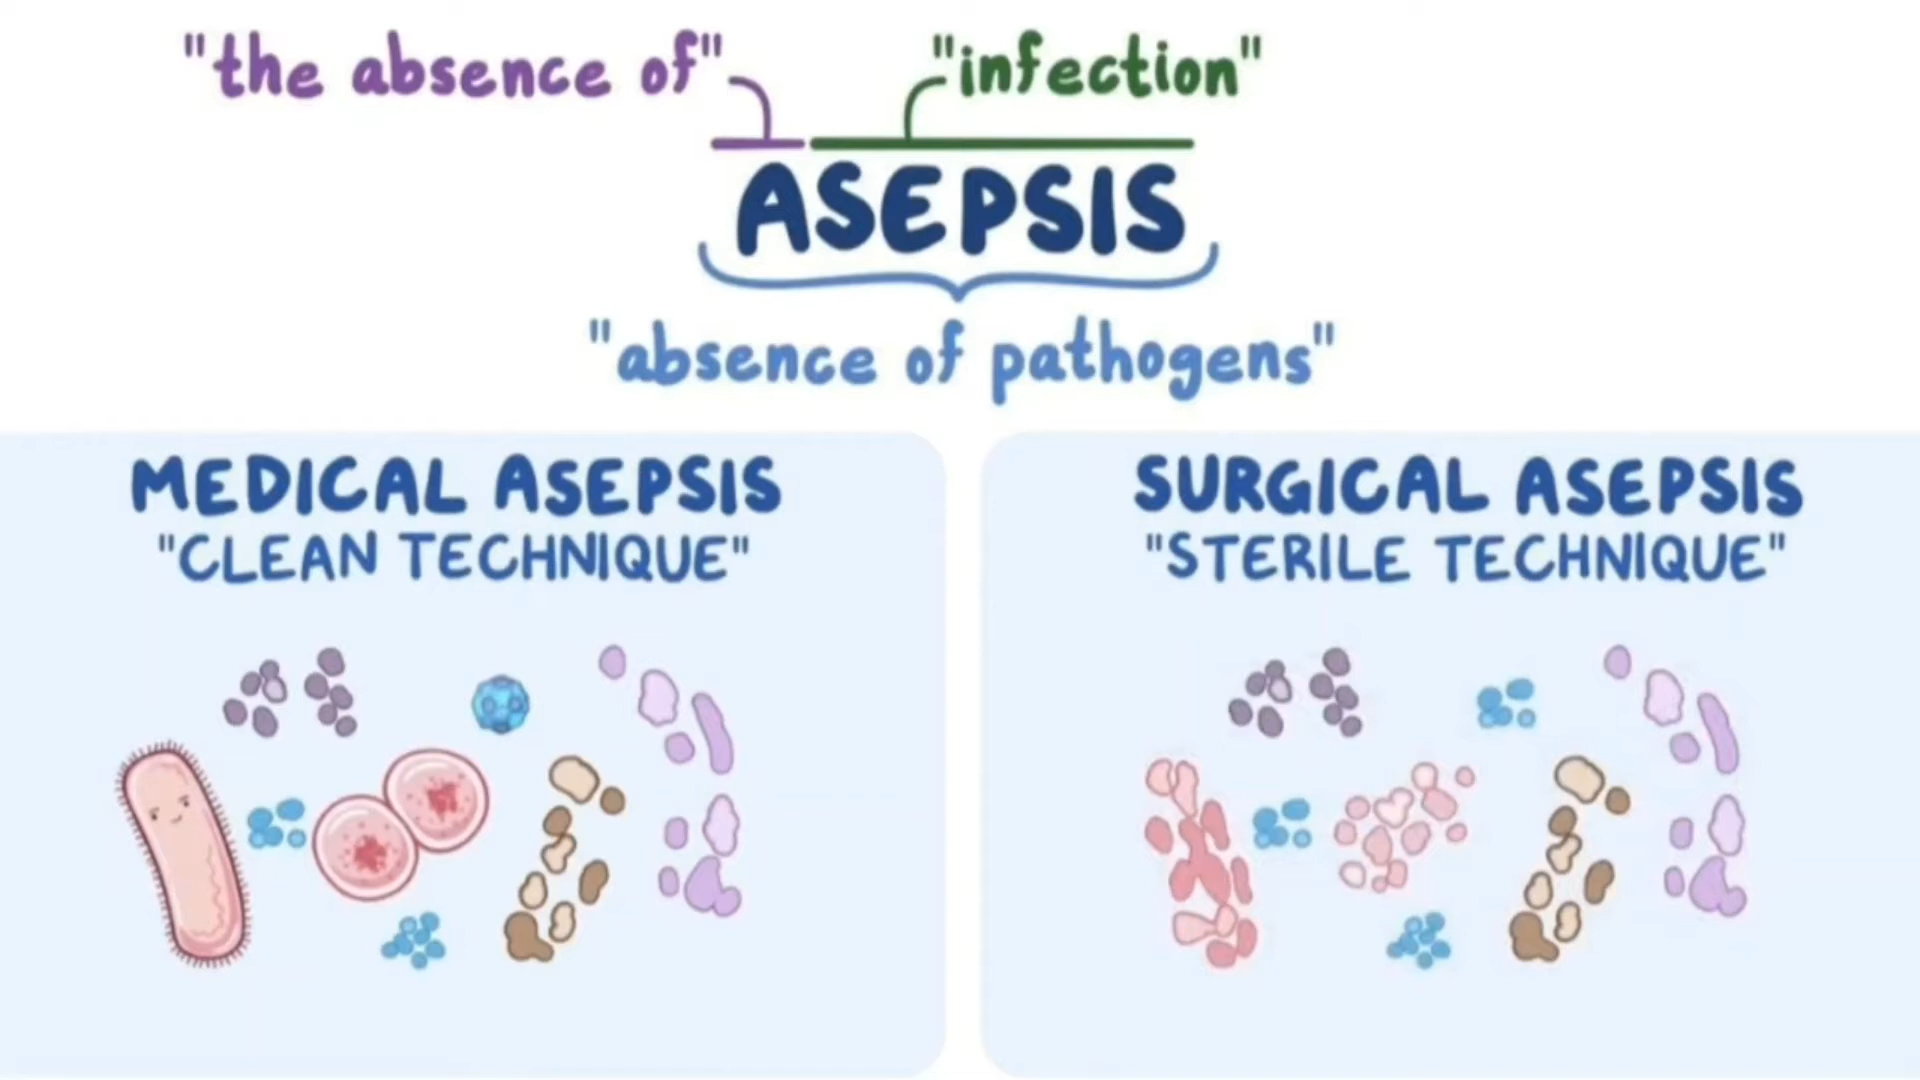 "the absence of" "infection"
ASEPSIS
"absence of pathogens"
MEDICAL ASEPSIS
"CLEAN TECHNIQUE"
SURGICAL ASEPSIS
"STERILE TECHNIQUE"